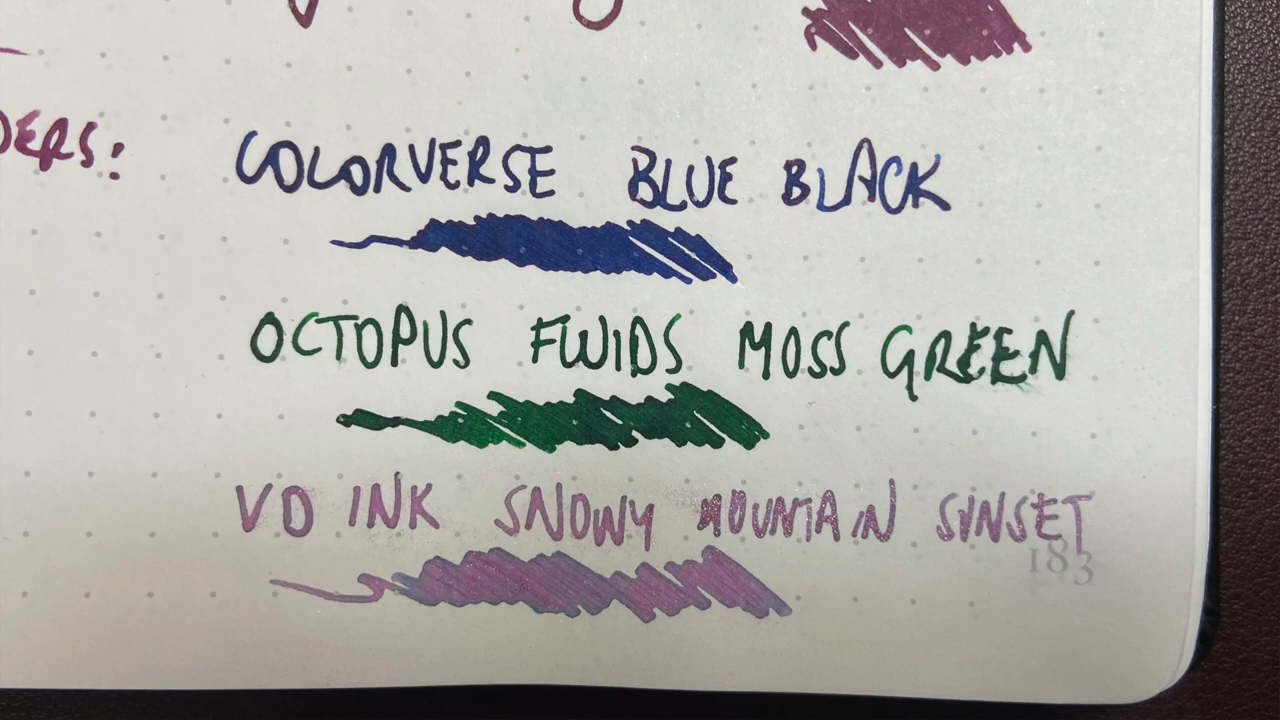 DERS: COLORVERSE BLUE BLACK
OCTOPUS FLUIDS MOSS GREEN
VD INK SNOWY MOUNTAIN SUNSET
183